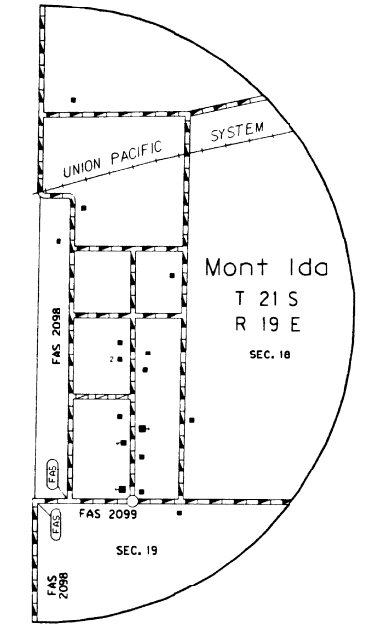 UNION PACIFIC SYSTEM
Mont Ida
T 21 S
R 19 E
SEC. 18
FAS 2098
2
FAS
FAS
FAS 2099
SEC. 19
FAS
2098